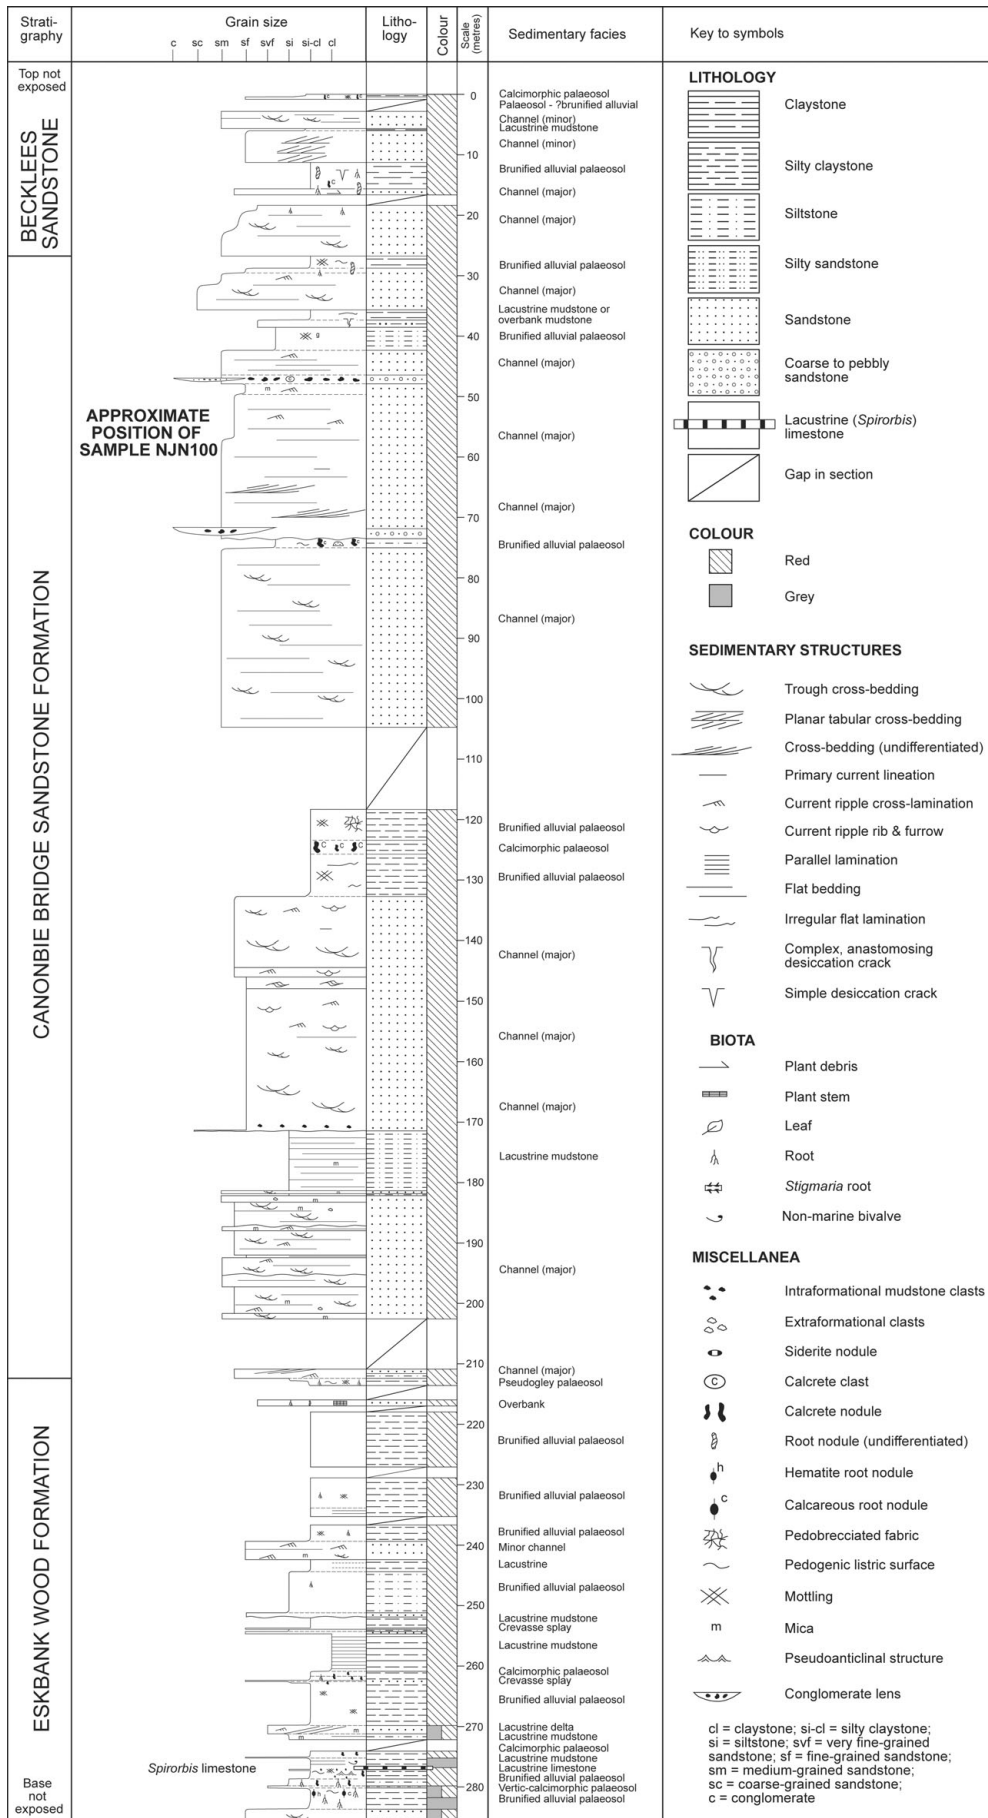 Strati-
graphy
Grain size
c sc sm sf svf si si-cl cl
Litho-
logy
Colour
Scale
(metres)
Sedimentary facies
Key to symbols
Top not
exposed
BECKLEES
SANDSTONE
CANONBIE BRIDGE SANDSTONE FORMATION
ESKBANK WOOD FORMATION
Base
not
exposed
APPROXIMATE
POSITION OF
SAMPLE NJN100
Spirorbis limestone
0
10
20
30
40
50
60
70
80
90
100
110
120
130
140
150
160
170
180
190
200
210
220
230
240
250
260
270
280
Calcimorphic palaeosol
Palaeosol - ?brunified alluvial
Channel (minor)
Lacustrine mudstone
Channel (minor)
Brunified alluvial palaeosol
Channel (major)
Channel (major)
Brunified alluvial palaeosol
Channel (major)
Lacustrine mudstone or
overbank mudstone
Brunified alluvial palaeosol
Channel (major)
Channel (major)
Channel (major)
Brunified alluvial palaeosol
Channel (major)
Brunified alluvial palaeosol
Calcimorphic palaeosol
Brunified alluvial palaeosol
Channel (major)
Channel (major)
Channel (major)
Lacustrine mudstone
Channel (major)
Channel (major)
Pseudogley palaeosol
Overbank
Brunified alluvial palaeosol
Brunified alluvial palaeosol
Brunified alluvial palaeosol
Minor channel
Lacustrine
Brunified alluvial palaeosol
Lacustrine mudstone
Crevasse splay
Lacustrine mudstone
Calcimorphic palaeosol
Crevasse splay
Brunified alluvial palaeosol
Lacustrine delta
Lacustrine mudstone
Calcimorphic palaeosol
Lacustrine mudstone
Lacustrine limestone
Brunified alluvial palaeosol
Vertic-calcimorphic palaeosol
Brunified alluvial palaeosol
LITHOLOGY
Claystone
Silty claystone
Siltstone
Silty sandstone
Sandstone
Coarse to pebbly
sandstone
Lacustrine (Spirorbis)
limestone
Gap in section
COLOUR
Red
Grey
SEDIMENTARY STRUCTURES
Trough cross-bedding
Planar tabular cross-bedding
Cross-bedding (undifferentiated)
Primary current lineation
Current ripple cross-lamination
Current ripple rib & furrow
Parallel lamination
Flat bedding
Irregular flat lamination
Complex, anastomosing
desiccation crack
Simple desiccation crack
BIOTA
Plant debris
Plant stem
Leaf
Root
Stigmaria root
Non-marine bivalve
MISCELLANEA
Intraformational mudstone clasts
Extraformational clasts
Siderite nodule
c Calcrete clast
Calcrete nodule
Root nodule (undifferentiated)
h Hematite root nodule
c Calcareous root nodule
Pedobrecciated fabric
Pedogenic listric surface
Mottling
m Mica
Pseudoanticlinal structure
Conglomerate lens
cl = claystone; si-cl = silty claystone;
si = siltstone; svf = very fine-grained
sandstone; sf = fine-grained sandstone;
sm = medium-grained sandstone;
sc = coarse-grained sandstone;
c = conglomerate